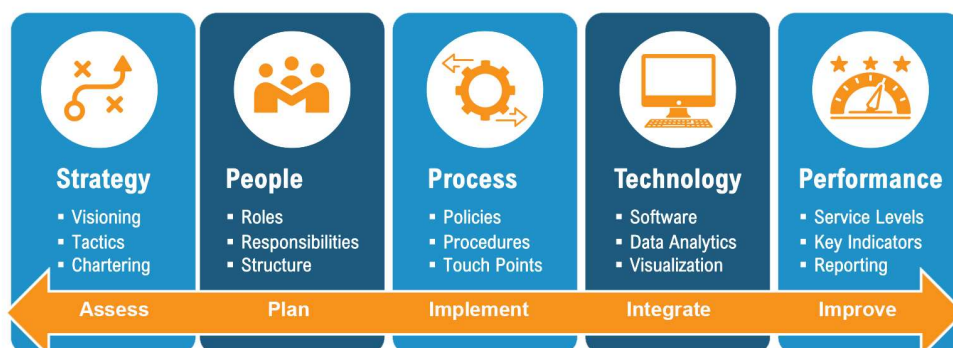 Strategy
▪ Visioning
▪ Tactics
▪ Chartering
People
▪ Roles
▪ Responsibilities
▪ Structure
Process
▪ Policies
▪ Procedures
▪ Touch Points
Technology
▪ Software
▪ Data Analytics
▪ Visualization
Performance
▪ Service Levels
▪ Key Indicators
▪ Reporting
Assess
Plan
Implement
Integrate
Improve